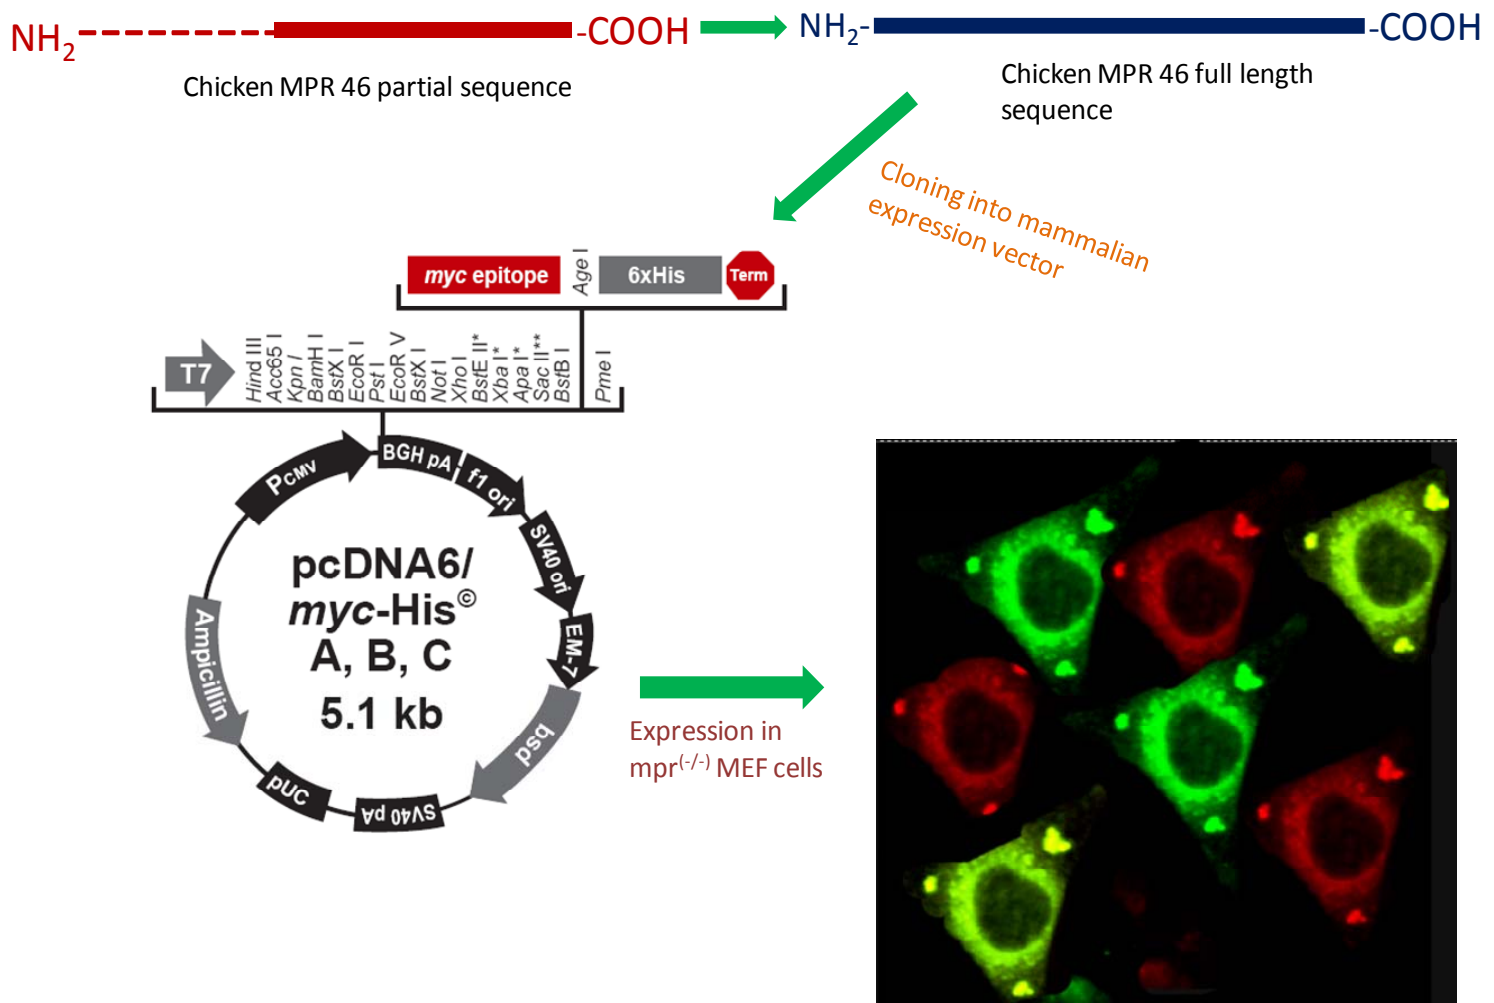 NH2
-COOH
NH2-
-COOH
Chicken MPR 46 partial sequence
Chicken MPR 46 full length
sequence
Cloning into mammalian
expression vector
myc epitope
Age I
6xHis
Term
T7
Hind III
Acc65 I
Kpn I
BamH I
BstX I
EcoR I
Pst I
EcoR V
BstX I
Not I
Xho I
BstE II*
Xba I*
Apa I*
Sac II**
BstB I
Pme I
PCMV
BGH pA
f1 ori
SV40 ori
EM-7
bsd
SV40 pA
pUC
Ampicillin
pcDNA6/
myc-His©
A, B, C
5.1 kb
Expression in
mpr(-/-) MEF cells